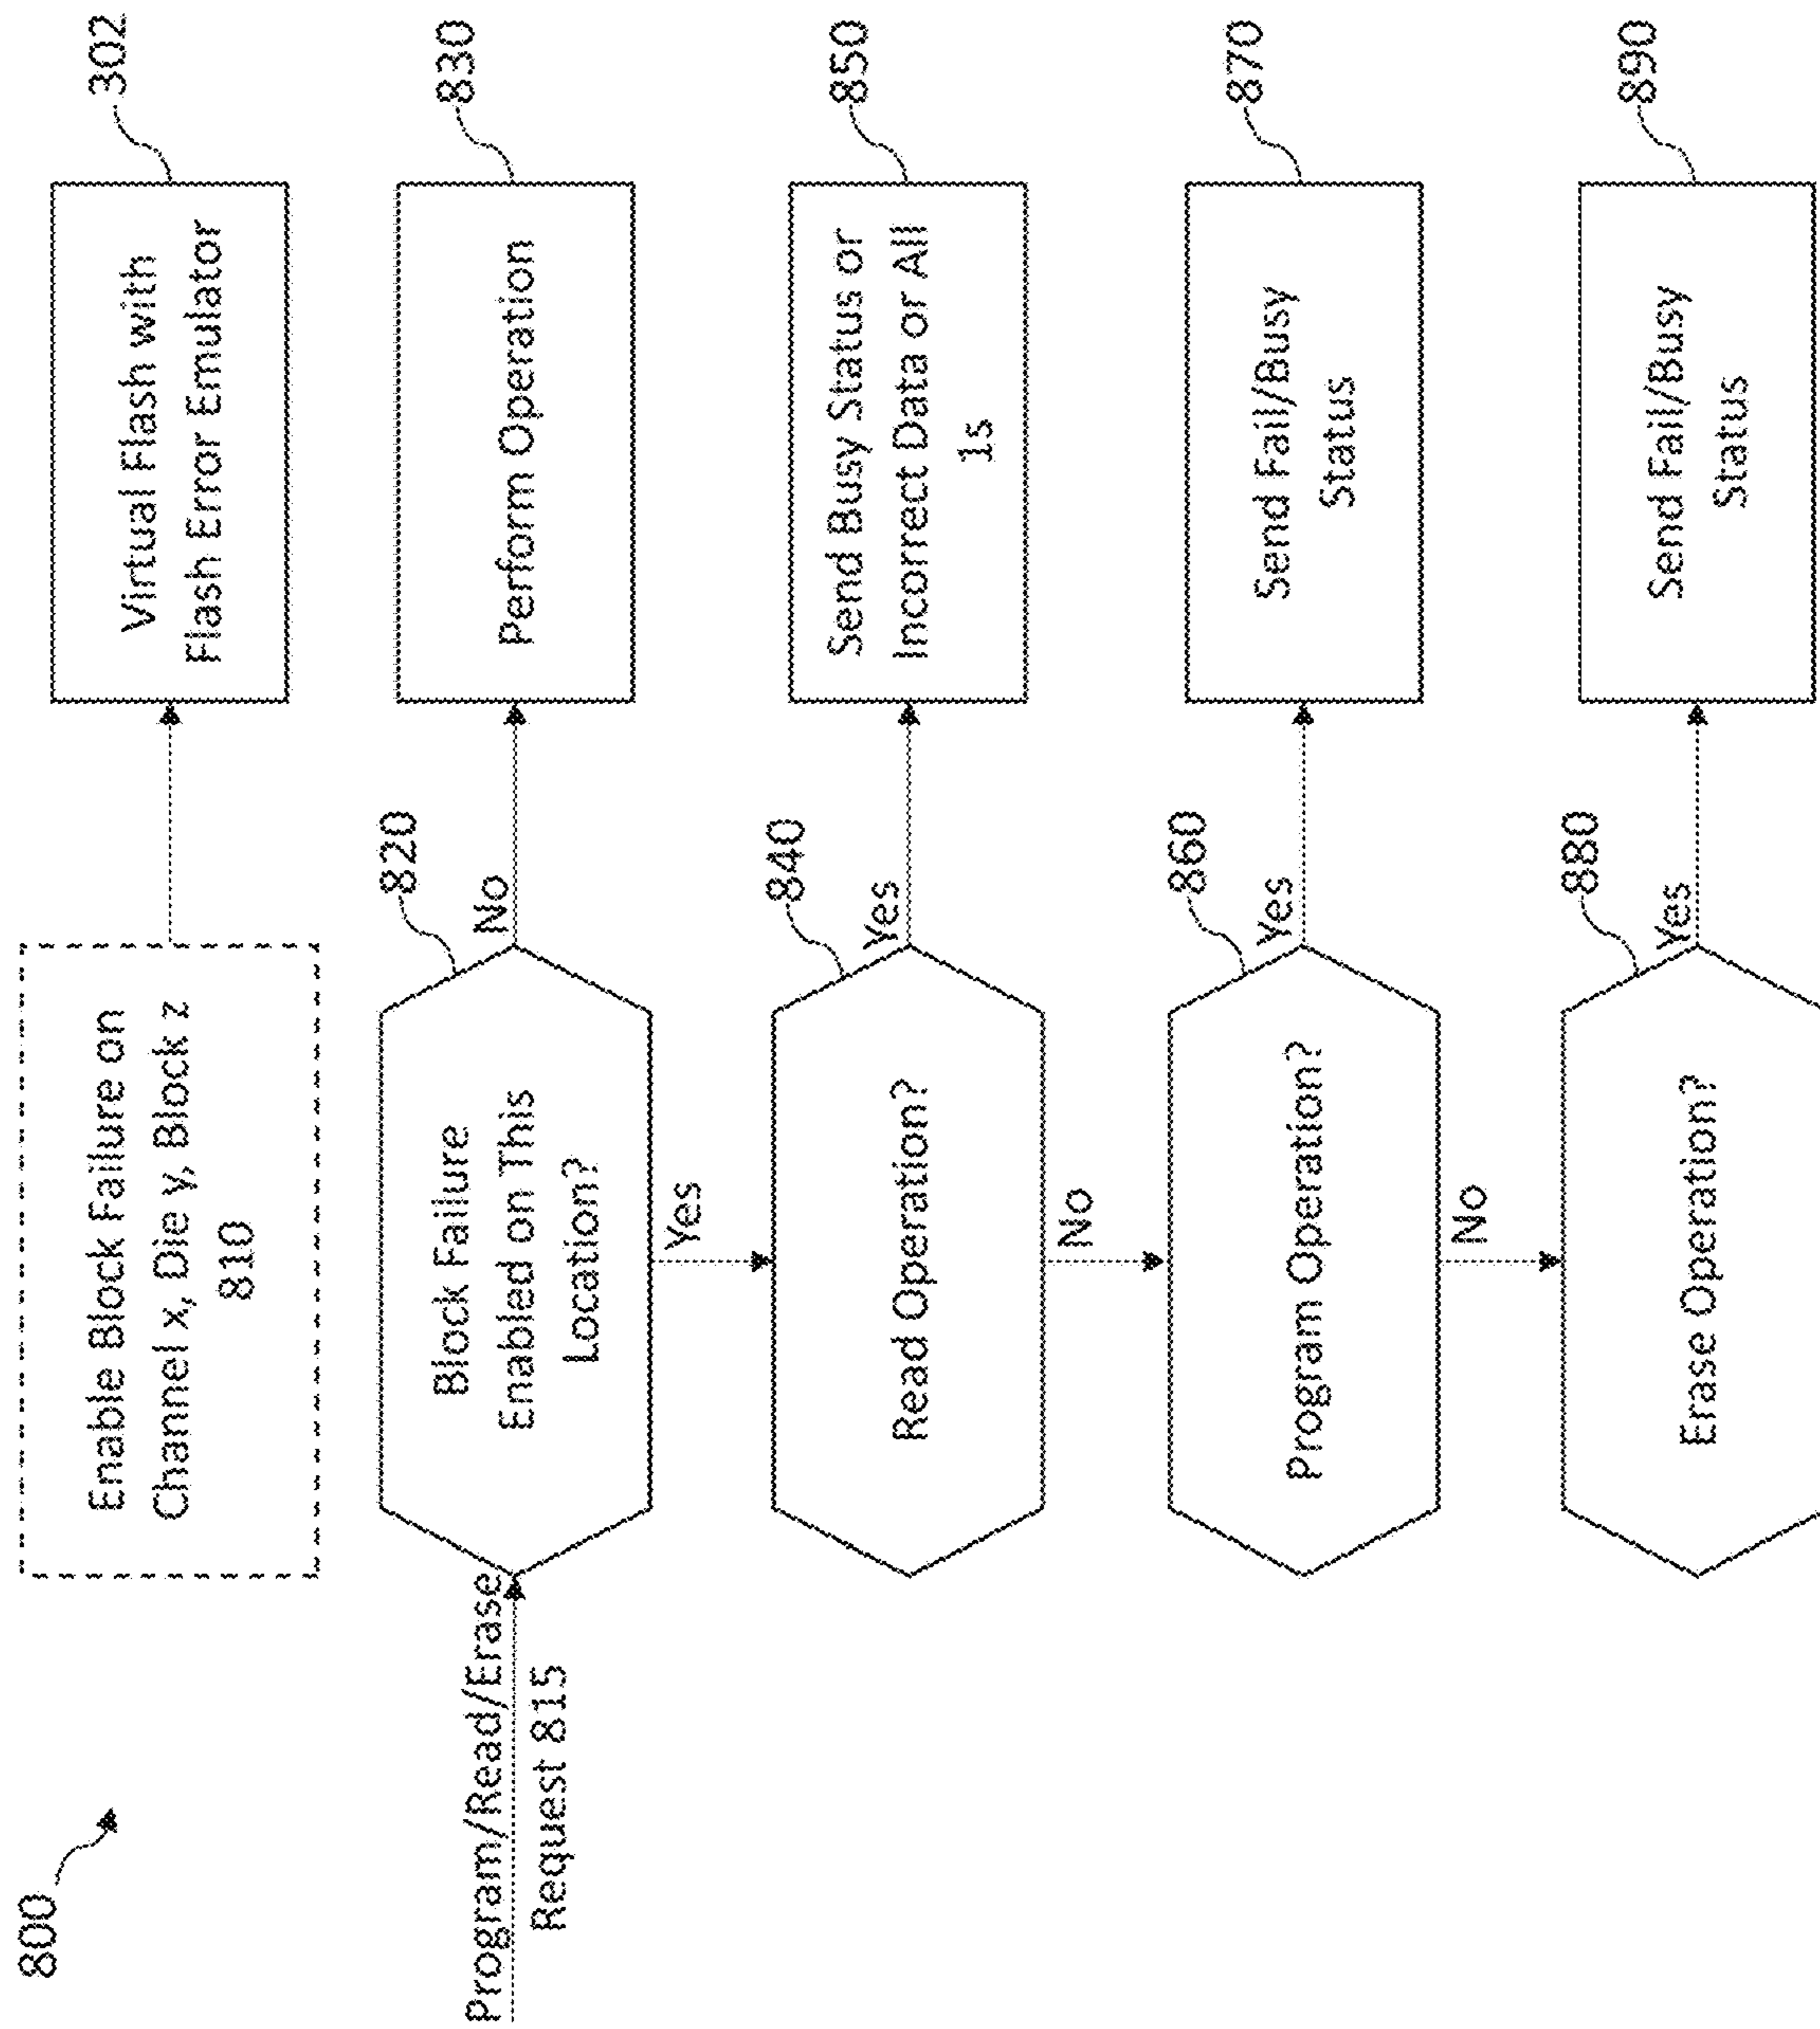 800
Enable Block Failure on
Channel x, Die y, Block z
810
Virtual Flash with
Flash Error Emulator
302
Program/Read/Erase
Request 815
Block Failure
Enabled on This
Location?
820
No
Perform Operation
830
Yes
Read Operation?
840
Yes
Send Busy Status or
Incorrect Data or All
1s
850
No
Program Operation?
860
Yes
Send Fail/Busy
Status
870
No
Erase Operation?
880
Yes
Send Fail/Busy
Status
890